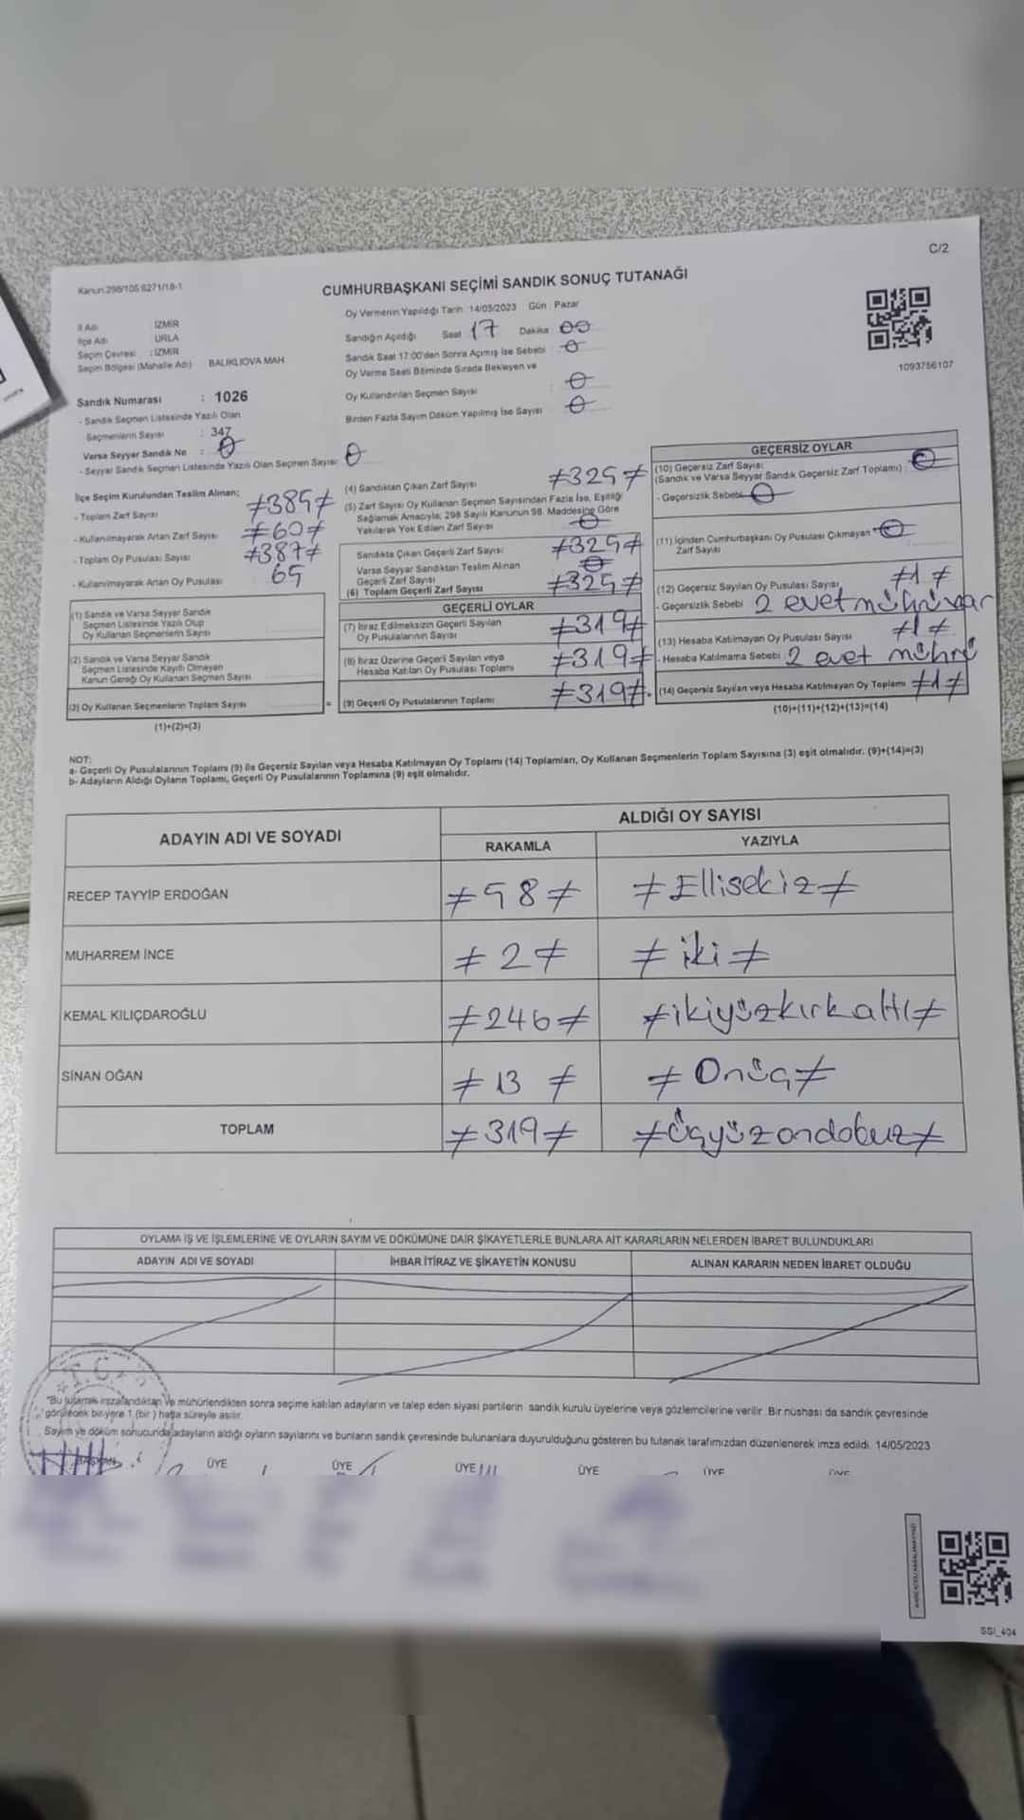 C/2
Kanun:298/105 6271/18-1
CUMHURBAŞKANI SEÇİMİ SANDIK SONUÇ TUTANAĞI
Oy Vermenin Yapıldığı Tarih: 14/05/2023 Gün: Pazar
İl Adı İZMİR
İlçe Adı URLA
Seçim Çevresi : İZMİR
Seçim Bölgesi (Mahalle Adı) BALIKLIOVA MAH
Sandık Numarası : 1026
- Sandık Seçmen Listesinde Yazılı Olan
Seçmenlerin Sayısı : 347
Varsa Seyyar Sandık No : 0
- Seyyar Sandık Seçmen Listesinde Yazılı Olan Seçmen Sayısı: 0
Sandığın Açıldığı Saat 17 Dakika 00
Sandık Saat 17:00'den Sonra Açılmış İse Sebebi 0
Oy Verme Saati Bitiminde Sırada Bekleyen ve
Oy Kullandırılan Seçmen Sayısı 0
Birden Fazla Sayım Döküm Yapılmış İse Sayısı 0
1093756107
İlçe Seçim Kurulundan Teslim Alınan;
- Toplam Zarf Sayısı ≠385≠
- Kullanılmayarak Artan Zarf Sayısı ≠60≠
- Toplam Oy Pusulası Sayısı ≠387≠
- Kullanılmayarak Artan Oy Pusulası 65
(1) Sandık ve Varsa Seyyar Sandık
Seçmen Listesinde Yazılı Olup
Oy Kullanan Seçmenlerin Sayısı
(2) Sandık ve Varsa Seyyar Sandık
Seçmen Listesinde Kayıtlı Olmayan
Kanun Gereği Oy Kullanan Seçmen Sayısı
(3) Oy Kullanan Seçmenlerin Toplam Sayısı =
(1)+(2)=(3)
(4) Sandıktan Çıkan Zarf Sayısı ≠325≠
(5) Zarf Sayısı Oy Kullanan Seçmen Sayısından Fazla İse, Eşitliği
Sağlamak Amacıyla; 298 Sayılı Kanunun 98. Maddesine Göre
Yakılarak Yok Edilen Zarf Sayısı 0
Sandıkta Çıkan Geçerli Zarf Sayısı ≠325≠
Varsa Seyyar Sandıktan Teslim Alınan
Geçerli Zarf Sayısı 0
(6) Toplam Geçerli Zarf Sayısı ≠325≠
GEÇERLİ OYLAR
(7) İtiraz Edilmeksizin Geçerli Sayılan
Oy Pusulalarının Sayısı ≠319≠
(8) İtiraz Üzerine Geçerli Sayılan veya
Hesaba Katılan Oy Pusulası Toplamı ≠319≠
(9) Geçerli Oy Pusulalarının Toplamı ≠319≠
GEÇERSİZ OYLAR
(10) Geçersiz Zarf Sayısı:
(Sandık ve Varsa Seyyar Sandık Geçersiz Zarf Toplamı) 0
- Geçersizlik Sebebi 0
(11) İçinden Cumhurbaşkanı Oy Pusulası Çıkmayan 0
Zarf Sayısı
(12) Geçersiz Sayılan Oy Pusulası Sayısı ≠1≠
- Geçersizlik Sebebi 2 evet mührü var
(13) Hesaba Katılmayan Oy Pusulası Sayısı ≠1≠
- Hesaba Katılmama Sebebi 2 evet mührü
(14) Geçersiz Sayılan veya Hesaba Katılmayan Oy Toplamı ≠1≠
(10)+(11)+(12)+(13)=(14)
NOT:
a- Geçerli Oy Pusulalarının Toplamı (9) ile Geçersiz Sayılan veya Hesaba Katılmayan Oy Toplamı (14) Toplamları, Oy Kullanan Seçmenlerin Toplam Sayısına (3) eşit olmalıdır. (9)+(14)=(3)
b- Adayların Aldığı Oyların Toplamı, Geçerli Oy Pusulalarının Toplamına (9) eşit olmalıdır.
ADAYIN ADI VE SOYADI ALDIĞI OY SAYISI
RAKAMLA YAZIYLA
RECEP TAYYİP ERDOĞAN ≠58≠ ≠Ellisekiz≠
MUHARREM İNCE ≠2≠ ≠iki≠
KEMAL KILIÇDAROĞLU ≠246≠ ≠ikiyüzkırkaltı≠
SİNAN OĞAN ≠13≠ ≠Onüç≠
TOPLAM ≠319≠ ≠Üçyüzondokuz≠
OYLAMA İŞ VE İŞLEMLERİNE VE OYLARIN SAYIM VE DÖKÜMÜNE DAİR ŞİKAYETLERLE BUNLARA AİT KARARLARIN NELERDEN İBARET BULUNDUKLARI
ADAYIN ADI VE SOYADI İHBAR İTİRAZ VE ŞİKAYETİN KONUSU ALINAN KARARIN NEDEN İBARET OLDUĞU
T.C.
"Bu tutanak imzalandıktan ve mühürlendikten sonra seçime katılan adayların ve talep eden siyasi partilerin sandık kurulu üyelerine veya gözlemcilerine verilir. Bir nüshası da sandık çevresinde
görülecek bir yere 1 (bir) hafta süreyle asılır.
Sayım ve döküm sonucunda adayların aldığı oyların sayılarını ve bunların sandık çevresinde bulunanlara duyurulduğunu gösteren bu tutanak tarafımızdan düzenlenerek imza edildi. 14/05/2023
BAŞKAN ÜYE ÜYE ÜYE ÜYE ÜYE ÜYE
SSI_404